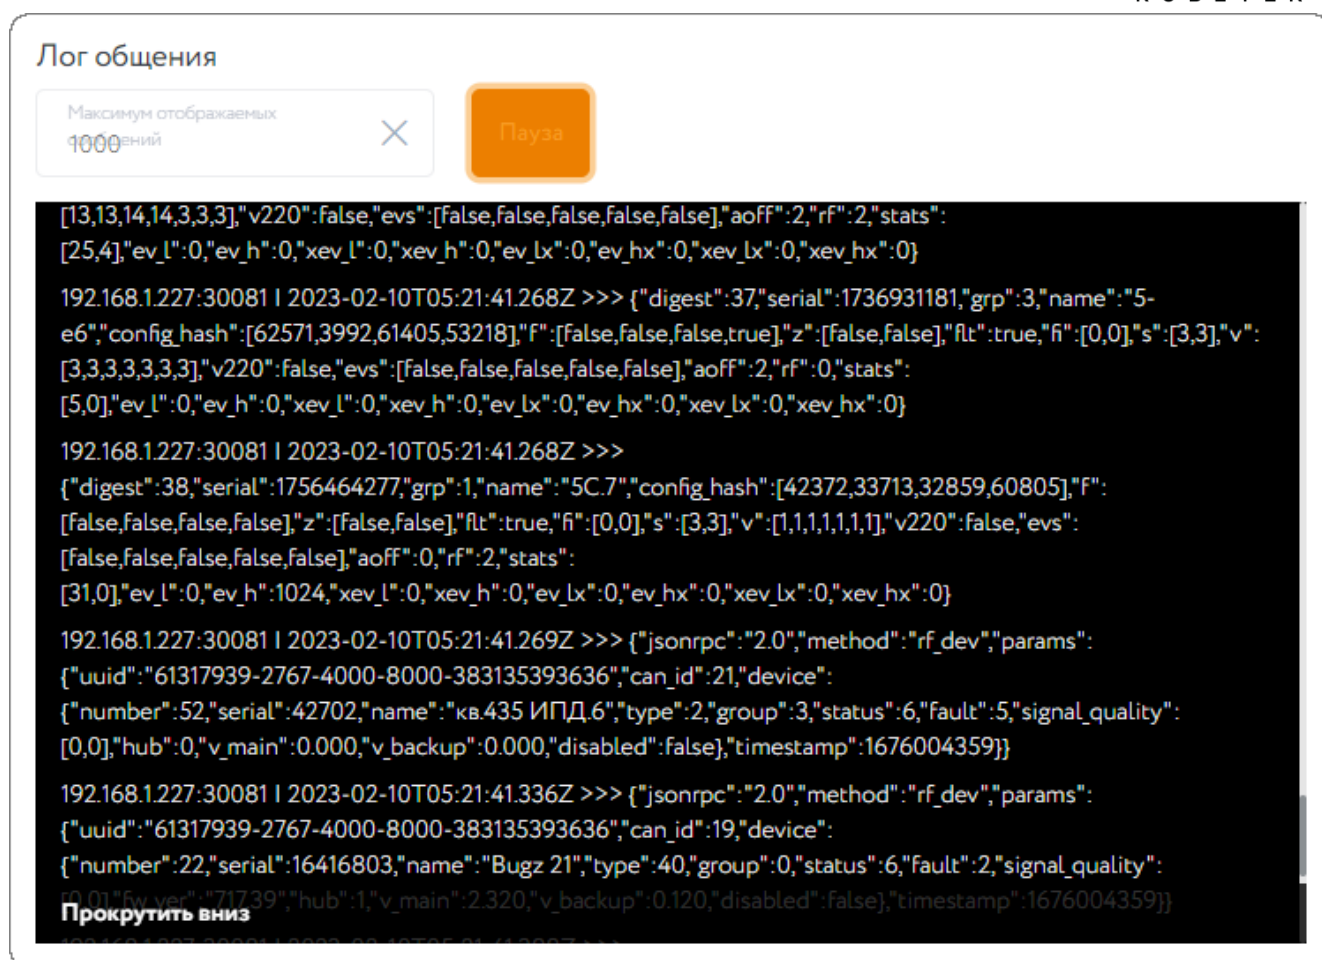 Лог общения
Максимум отображаемых
сообщений
1000
Пауза
[13,13,14,14,3,3,3],"v220":false,"evs":[false,false,false,false,false],"aoff":2,"rf":2,"stats":
[25,4],"ev_l":0,"ev_h":0,"xev_l":0,"xev_h":0,"ev_lx":0,"ev_hx":0,"xev_lx":0,"xev_hx":0}
192.168.1.227:30081 | 2023-02-10T05:21:41.268Z >>> {"digest":37,"serial":1736931181,"grp":3,"name":"5-
e6","config_hash":[62571,3992,61405,53218],"f":[false,false,false,true],"z":[false,false],"flt":true,"fi":[0,0],"s":[3,3],"v":
[3,3,3,3,3,3,3],"v220":false,"evs":[false,false,false,false,false],"aoff":2,"rf":0,"stats":
[5,0],"ev_l":0,"ev_h":0,"xev_l":0,"xev_h":0,"ev_lx":0,"ev_hx":0,"xev_lx":0,"xev_hx":0}
192.168.1.227:30081 | 2023-02-10T05:21:41.268Z >>>
{"digest":38,"serial":1756464277,"grp":1,"name":"5C.7","config_hash":[42372,33713,32859,60805],"f":
[false,false,false,false],"z":[false,false],"flt":true,"fi":[0,0],"s":[3,3],"v":[1,1,1,1,1,1,1],"v220":false,"evs":
[false,false,false,false,false],"aoff":0,"rf":2,"stats":
[31,0],"ev_l":0,"ev_h":1024,"xev_l":0,"xev_h":0,"ev_lx":0,"ev_hx":0,"xev_lx":0,"xev_hx":0}
192.168.1.227:30081 | 2023-02-10T05:21:41.269Z >>> {"jsonrpc":"2.0","method":"rf_dev","params":
{"uuid":"61317939-2767-4000-8000-383135393636","can_id":21,"device":
{"number":52,"serial":42702,"name":"кв.435 ИПД.6","type":2,"group":3,"status":6,"fault":5,"signal_quality":
[0,0],"hub":0,"v_main":0.000,"v_backup":0.000,"disabled":false},"timestamp":1676004359}}
192.168.1.227:30081 | 2023-02-10T05:21:41.336Z >>> {"jsonrpc":"2.0","method":"rf_dev","params":
{"uuid":"61317939-2767-4000-8000-383135393636","can_id":19,"device":
{"number":22,"serial":16416803,"name":"Bugz 21","type":40,"group":0,"status":6,"fault":2,"signal_quality":
[0,0],"fw_ver":"717.39","hub":1,"v_main":2.320,"v_backup":0.120,"disabled":false},"timestamp":1676004359}}
Прокрутить вниз